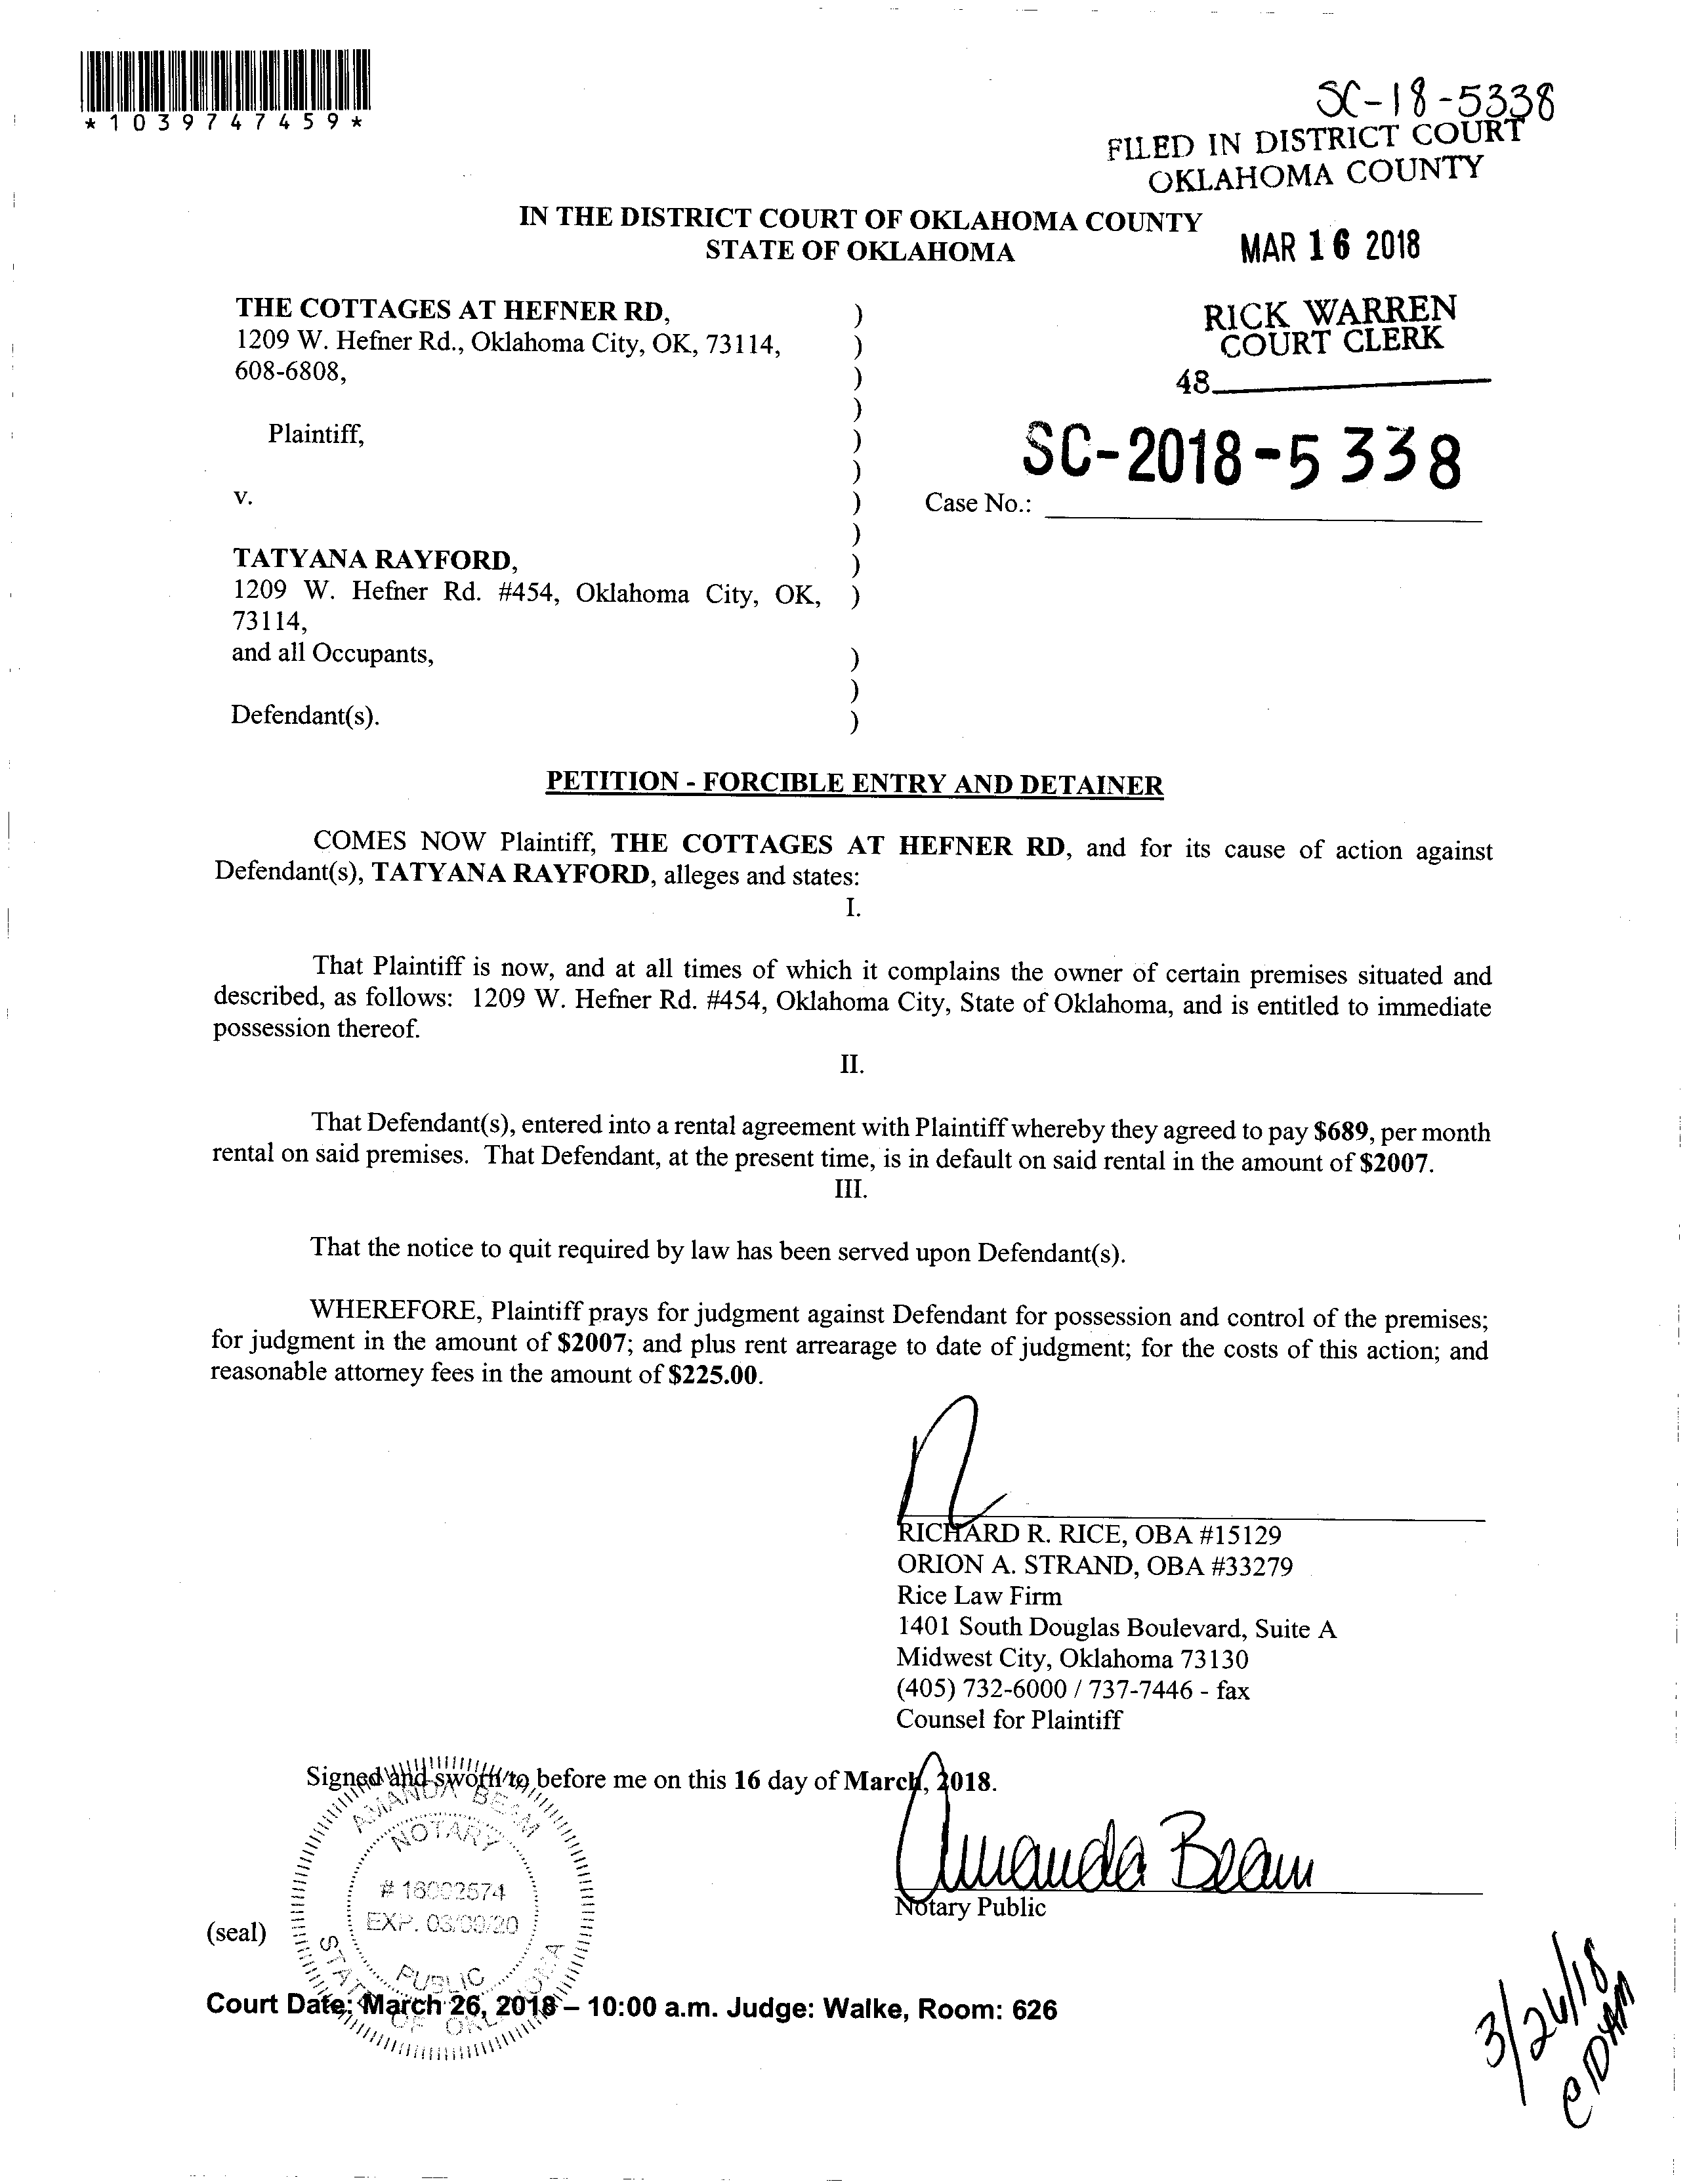 *1039747459*
SC-18-5338
FILED IN DISTRICT COURT
OKLAHOMA COUNTY
IN THE DISTRICT COURT OF OKLAHOMA COUNTY
STATE OF OKLAHOMA
MAR 16 2018
RICK WARREN
COURT CLERK
48
THE COTTAGES AT HEFNER RD, )
1209 W. Hefner Rd., Oklahoma City, OK, 73114, )
608-6808, )
)
Plaintiff, )
)
SC-2018-5338
v. ) Case No.:
)
TATYANA RAYFORD, )
1209 W. Hefner Rd. #454, Oklahoma City, OK, )
73114,
and all Occupants, )
)
Defendant(s). )
PETITION - FORCIBLE ENTRY AND DETAINER
COMES NOW Plaintiff, THE COTTAGES AT HEFNER RD, and for its cause of action against
Defendant(s), TATYANA RAYFORD, alleges and states:
I.
That Plaintiff is now, and at all times of which it complains the owner of certain premises situated and
described, as follows: 1209 W. Hefner Rd. #454, Oklahoma City, State of Oklahoma, and is entitled to immediate
possession thereof.
II.
That Defendant(s), entered into a rental agreement with Plaintiff whereby they agreed to pay $689, per month
rental on said premises. That Defendant, at the present time, is in default on said rental in the amount of $2007.
III.
That the notice to quit required by law has been served upon Defendant(s).
WHEREFORE, Plaintiff prays for judgment against Defendant for possession and control of the premises;
for judgment in the amount of $2007; and plus rent arrearage to date of judgment; for the costs of this action; and
reasonable attorney fees in the amount of $225.00.
RICHARD R. RICE, OBA #15129
ORION A. STRAND, OBA #33279
Rice Law Firm
1401 South Douglas Boulevard, Suite A
Midwest City, Oklahoma 73130
(405) 732-6000 / 737-7446 - fax
Counsel for Plaintiff
Signed and sworn to before me on this 16 day of March, 2018.
AMANDA BEAM
NOTARY
PUBLIC
STATE OF OKLAHOMA
Amanda Beam
Notary Public
(seal)
Court Date: March 26, 2018 – 10:00 a.m. Judge: Walke, Room: 626
3/26/18
@10AM